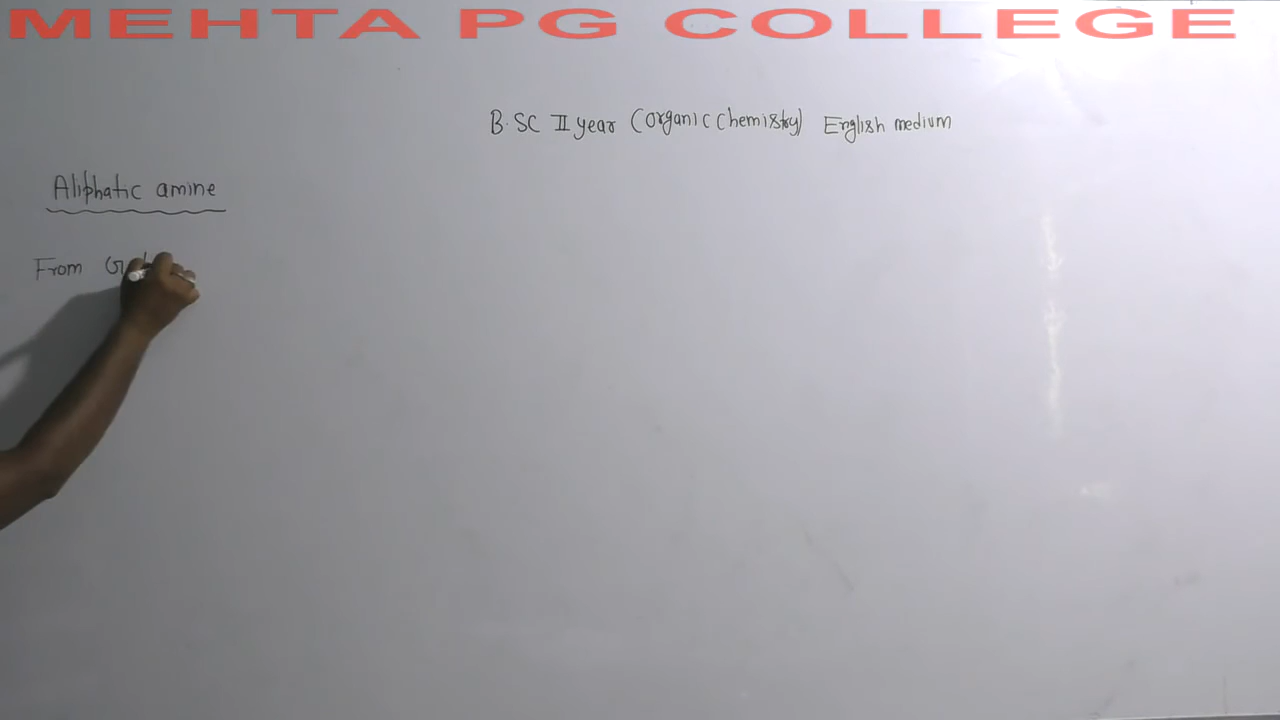 MEHTA PG COLLEGE
B.SC II year (Organic Chemistry) English medium
Aliphatic amine
From